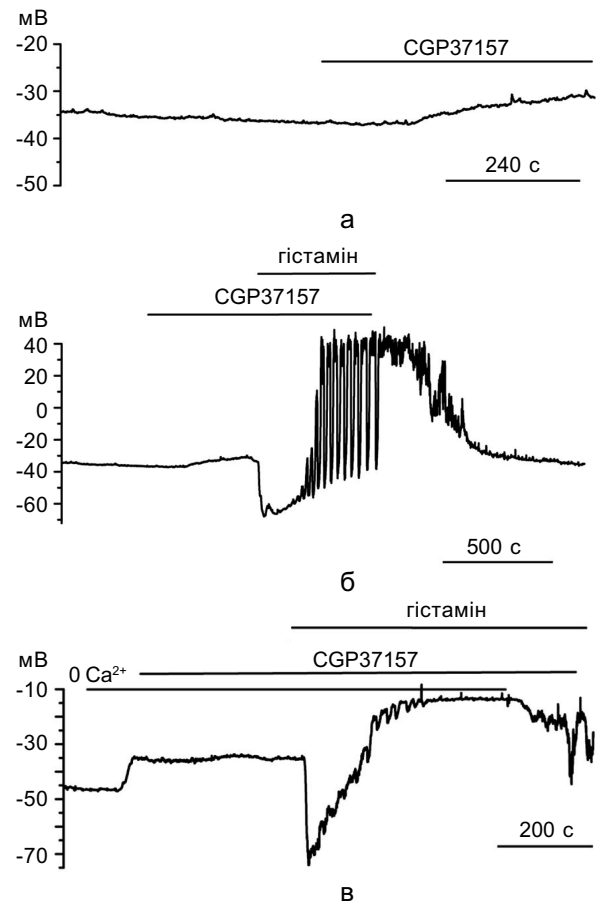 мВ
-20
CGP37157
-30
-40
-50
240 с
а
гістамін
CGP37157
мВ
40
20
0
-20
-40
-60
500 с
б
гістамін
мВ
0 Ca²⁺
CGP37157
-10
-30
-50
-70
200 с
в